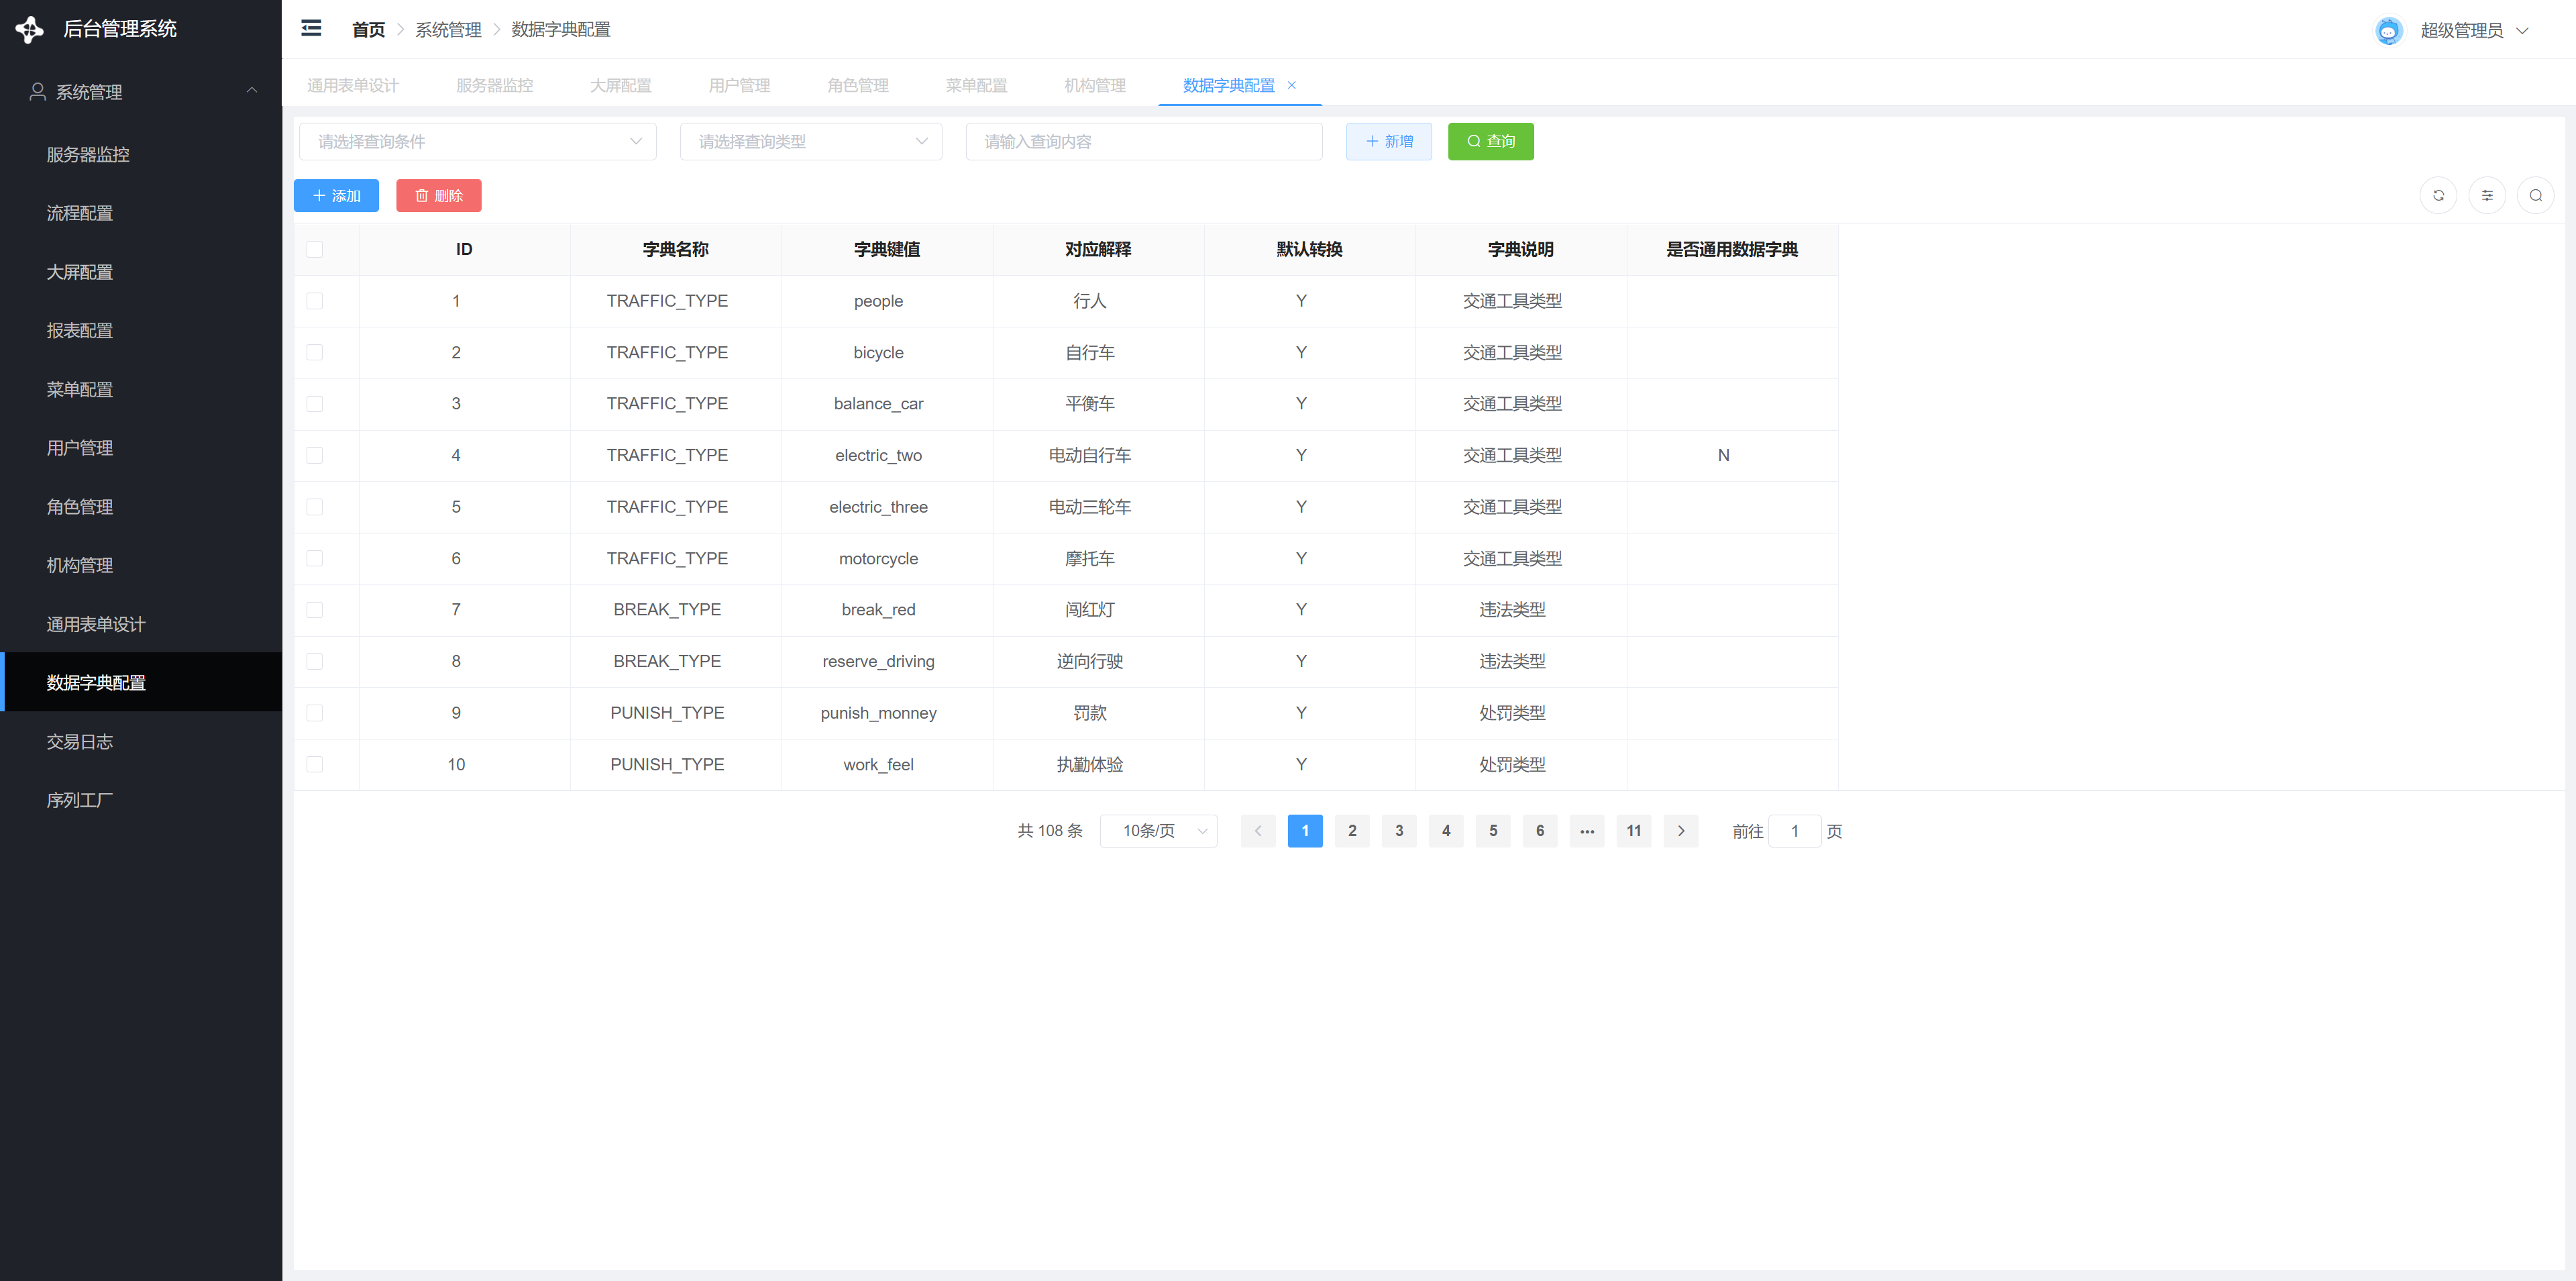 后台管理系统
首页 系统管理 数据字典配置
超级管理员
系统管理
服务器监控
流程配置
大屏配置
报表配置
菜单配置
用户管理
角色管理
机构管理
通用表单设计
数据字典配置
交易日志
序列工厂
通用表单设计 服务器监控 大屏配置 用户管理 角色管理 菜单配置 机构管理 数据字典配置
请选择查询条件 请选择查询类型 请输入查询内容 新增 查询
添加 删除
ID 字典名称 字典键值 对应解释 默认转换 字典说明 是否通用数据字典
1 TRAFFIC_TYPE people 行人 Y 交通工具类型
2 TRAFFIC_TYPE bicycle 自行车 Y 交通工具类型
3 TRAFFIC_TYPE balance_car 平衡车 Y 交通工具类型
4 TRAFFIC_TYPE electric_two 电动自行车 Y 交通工具类型 N
5 TRAFFIC_TYPE electric_three 电动三轮车 Y 交通工具类型
6 TRAFFIC_TYPE motorcycle 摩托车 Y 交通工具类型
7 BREAK_TYPE break_red 闯红灯 Y 违法类型
8 BREAK_TYPE reserve_driving 逆向行驶 Y 违法类型
9 PUNISH_TYPE punish_monney 罚款 Y 处罚类型
10 PUNISH_TYPE work_feel 执勤体验 Y 处罚类型
共 108 条 10条/页 1 2 3 4 5 6 ••• 11 前往 1 页